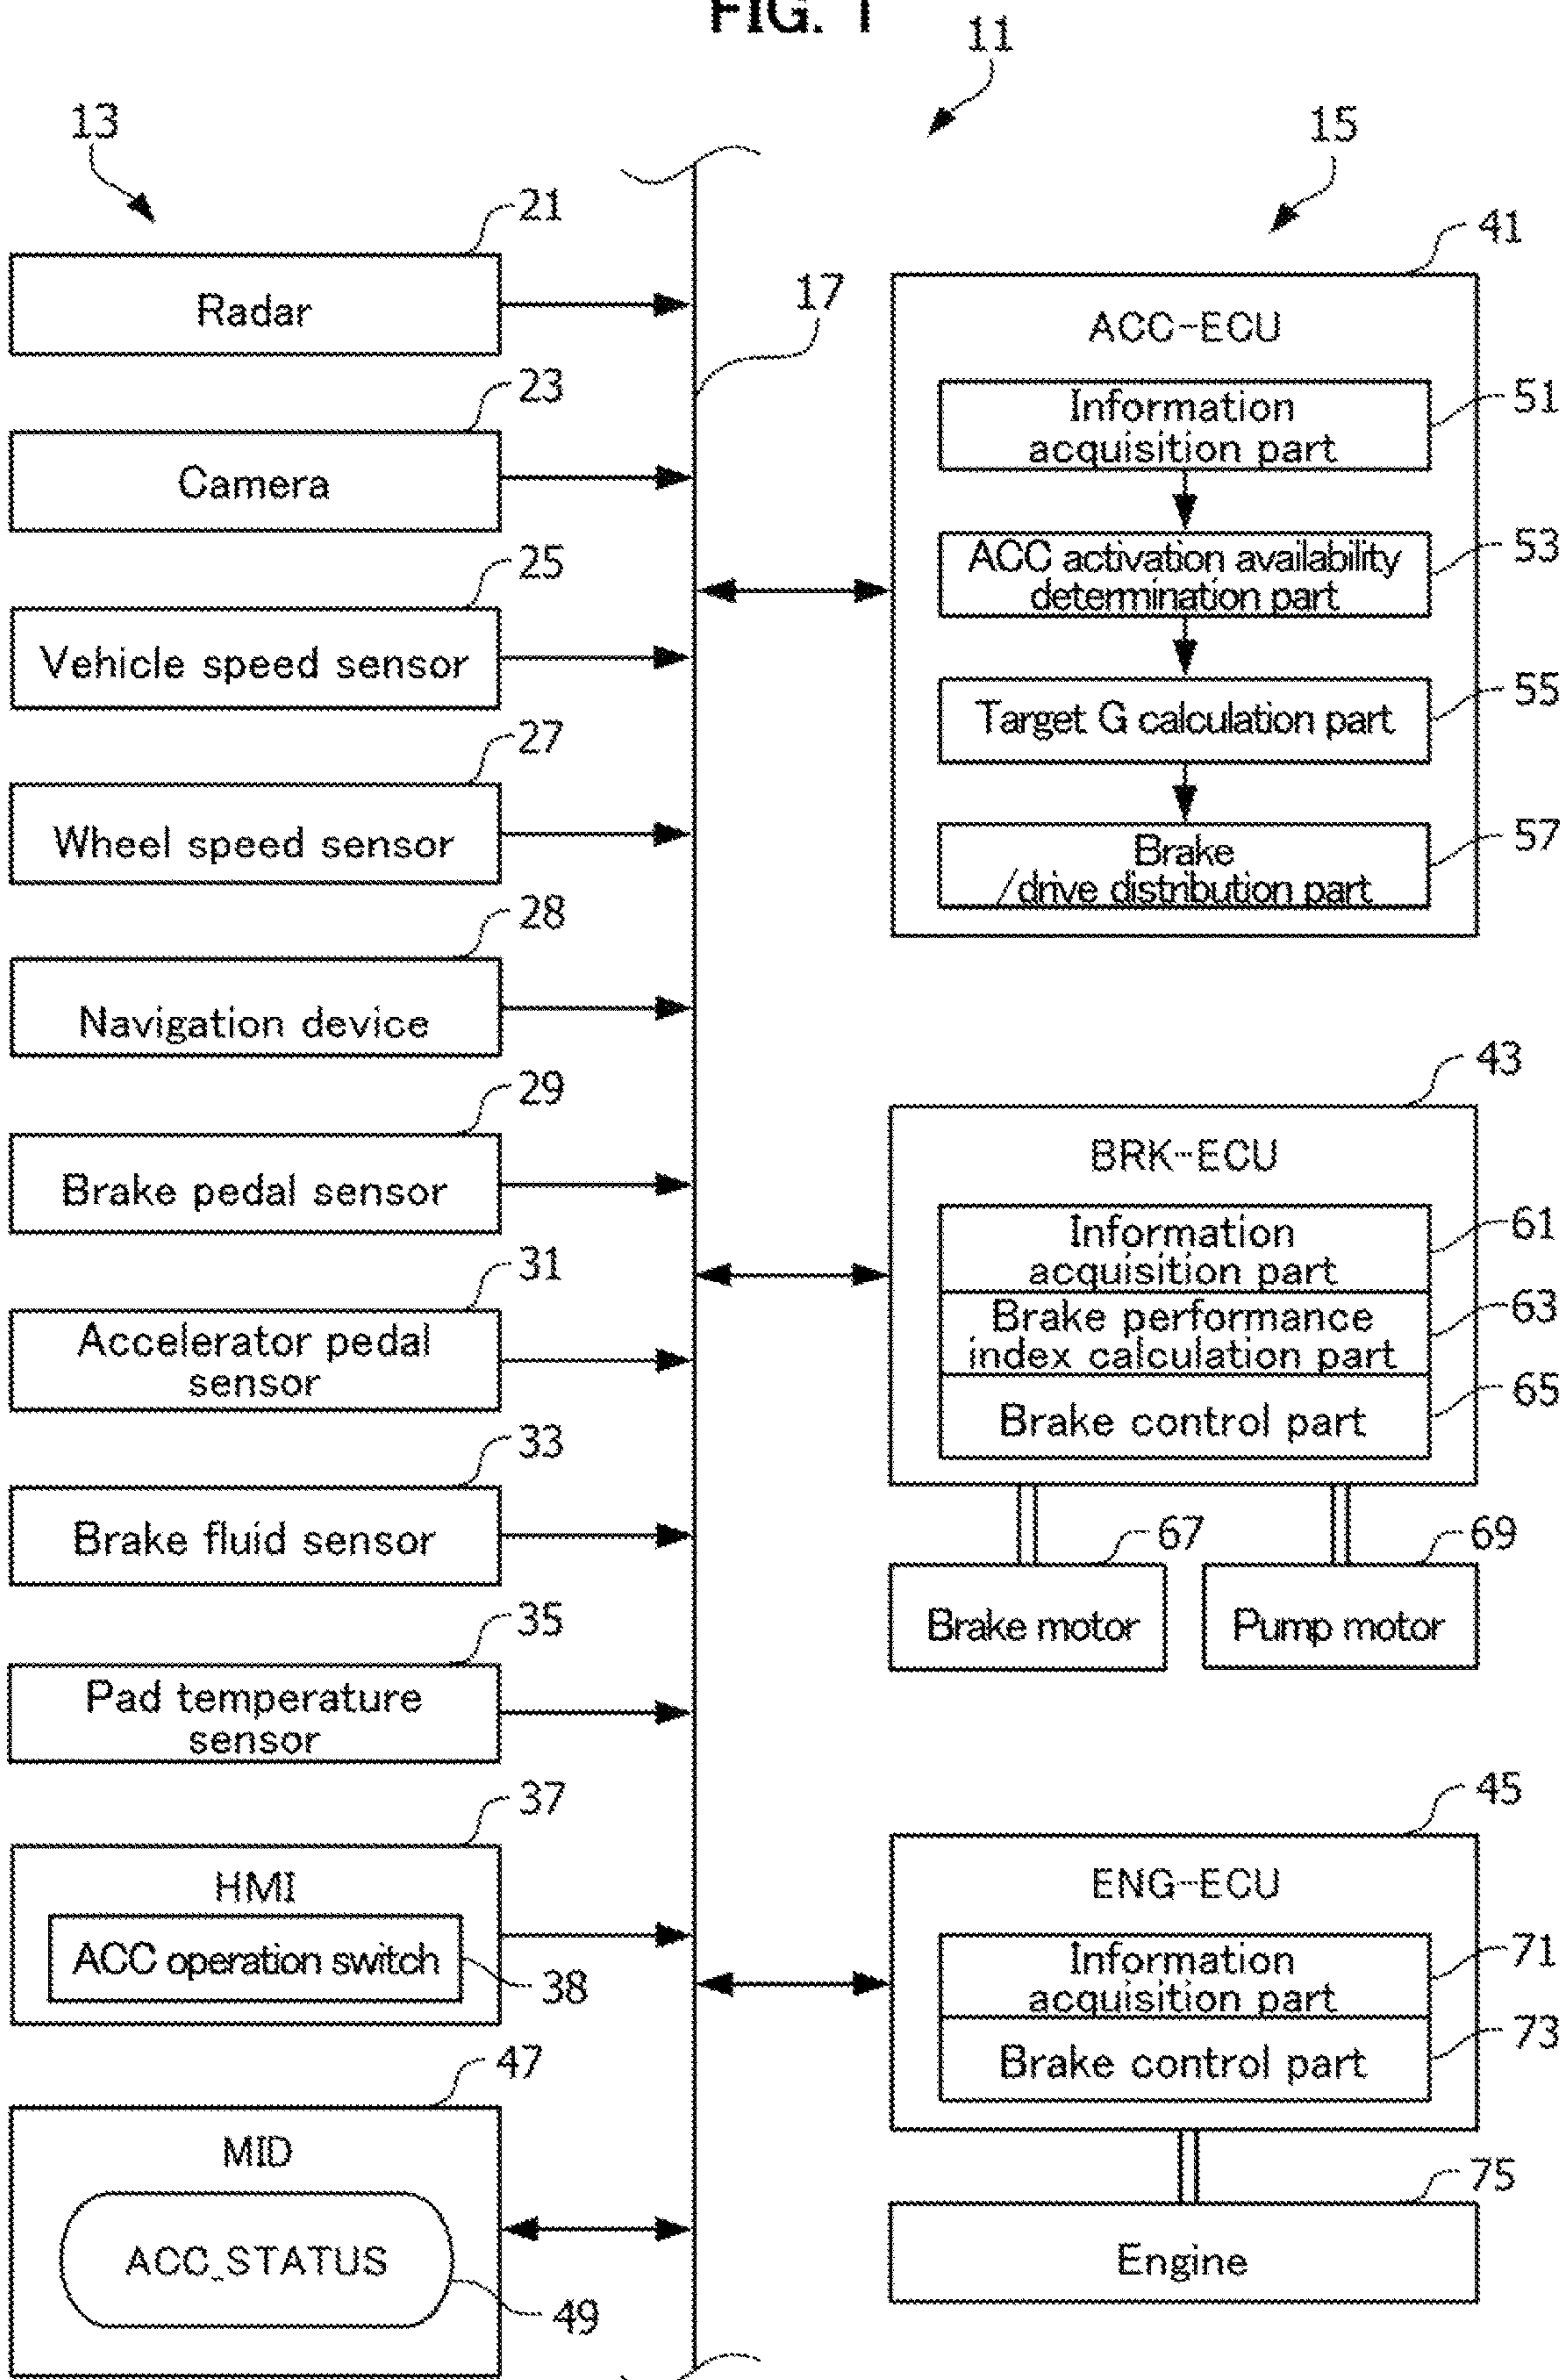 FIG. 1
11
13
15
21
Radar
23
Camera
25
Vehicle speed sensor
27
Wheel speed sensor
28
Navigation device
29
Brake pedal sensor
31
Accelerator pedal
sensor
33
Brake fluid sensor
35
Pad temperature
sensor
37
HMI
ACC operation switch
38
47
MID
ACC_STATUS
49
17
41
ACC-ECU
Information
acquisition part
51
ACC activation availability
determination part
53
Target G calculation part
55
Brake
/drive distribution part
57
43
BRK-ECU
Information
acquisition part
61
Brake performance
index calculation part
63
Brake control part
65
67
Brake motor
69
Pump motor
45
ENG-ECU
Information
acquisition part
71
Brake control part
73
75
Engine